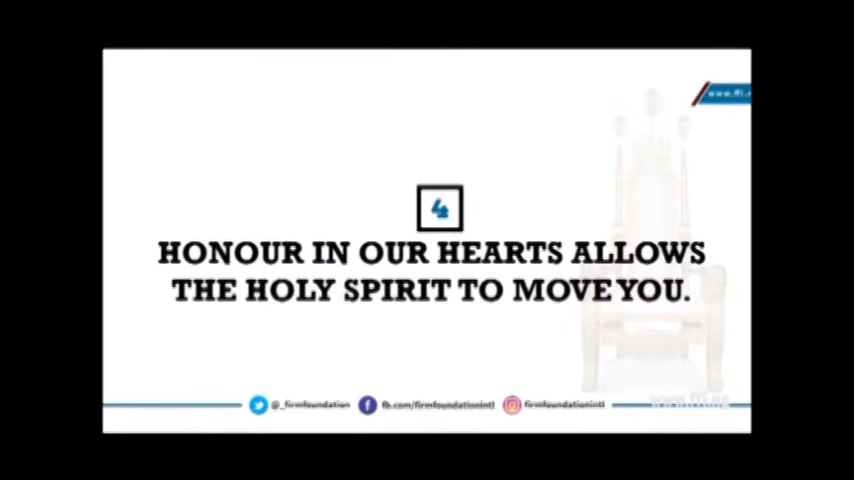 4
HONOUR IN OUR HEARTS ALLOWS
THE HOLY SPIRIT TO MOVE YOU.
@_firmfoundation fb.com/firmfoundationintl firmfoundationintl